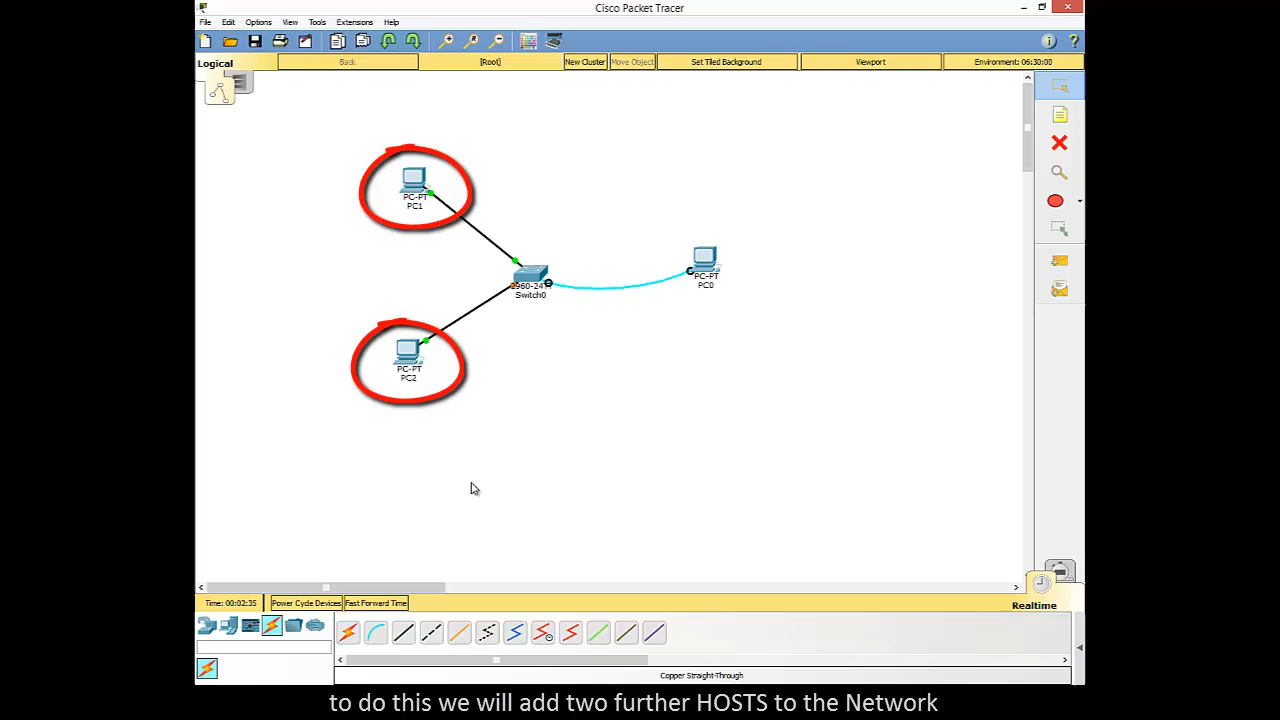 Cisco Packet Tracer
File Edit Options View Tools Extensions Help
Logical Back [Root] New Cluster Move Object Set Tiled Background Viewport Environment: 06:30:00
PC-PT
PC1
PC-PT
PC0
Switch0
PC-PT
PC2
Time: 00:02:35 Power Cycle Devices Fast Forward Time Realtime
Copper Straight-Through
to do this we will add two further HOSTS to the Network